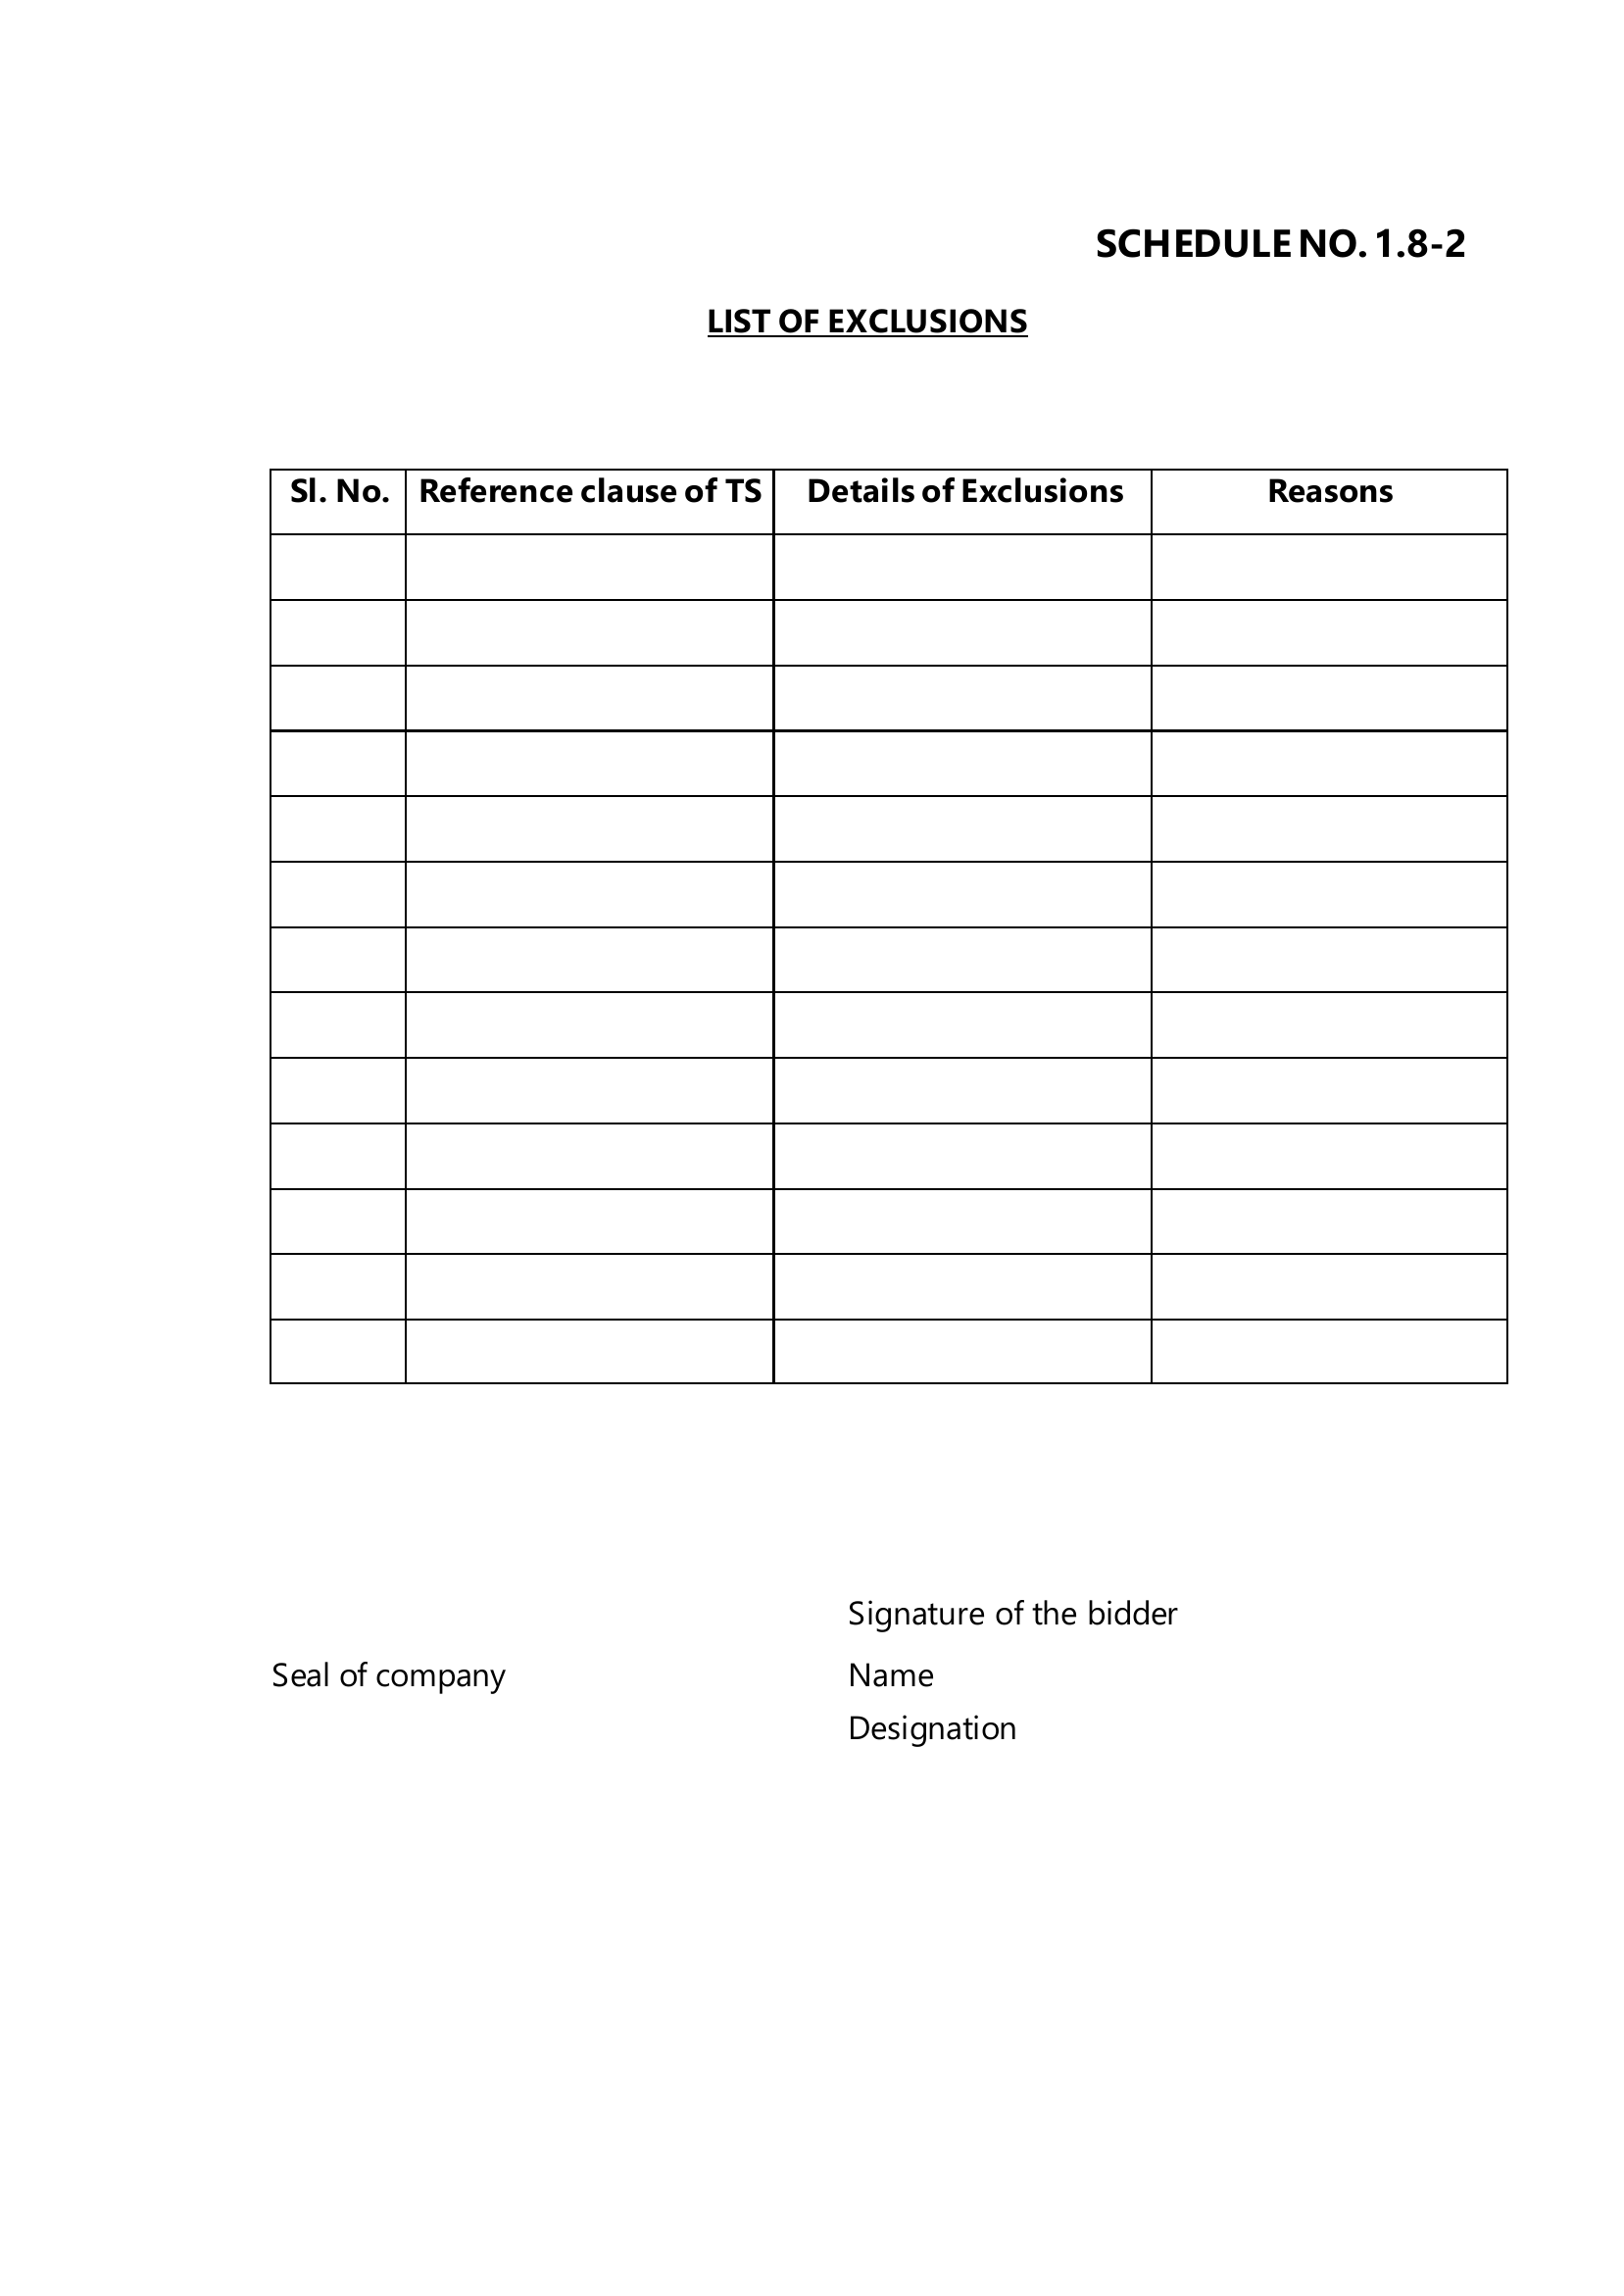 SCHEDULE NO. 1.8-2
LIST OF EXCLUSIONS
Sl. No. Reference clause of TS Details of Exclusions Reasons
Signature of the bidder
Seal of company Name
Designation